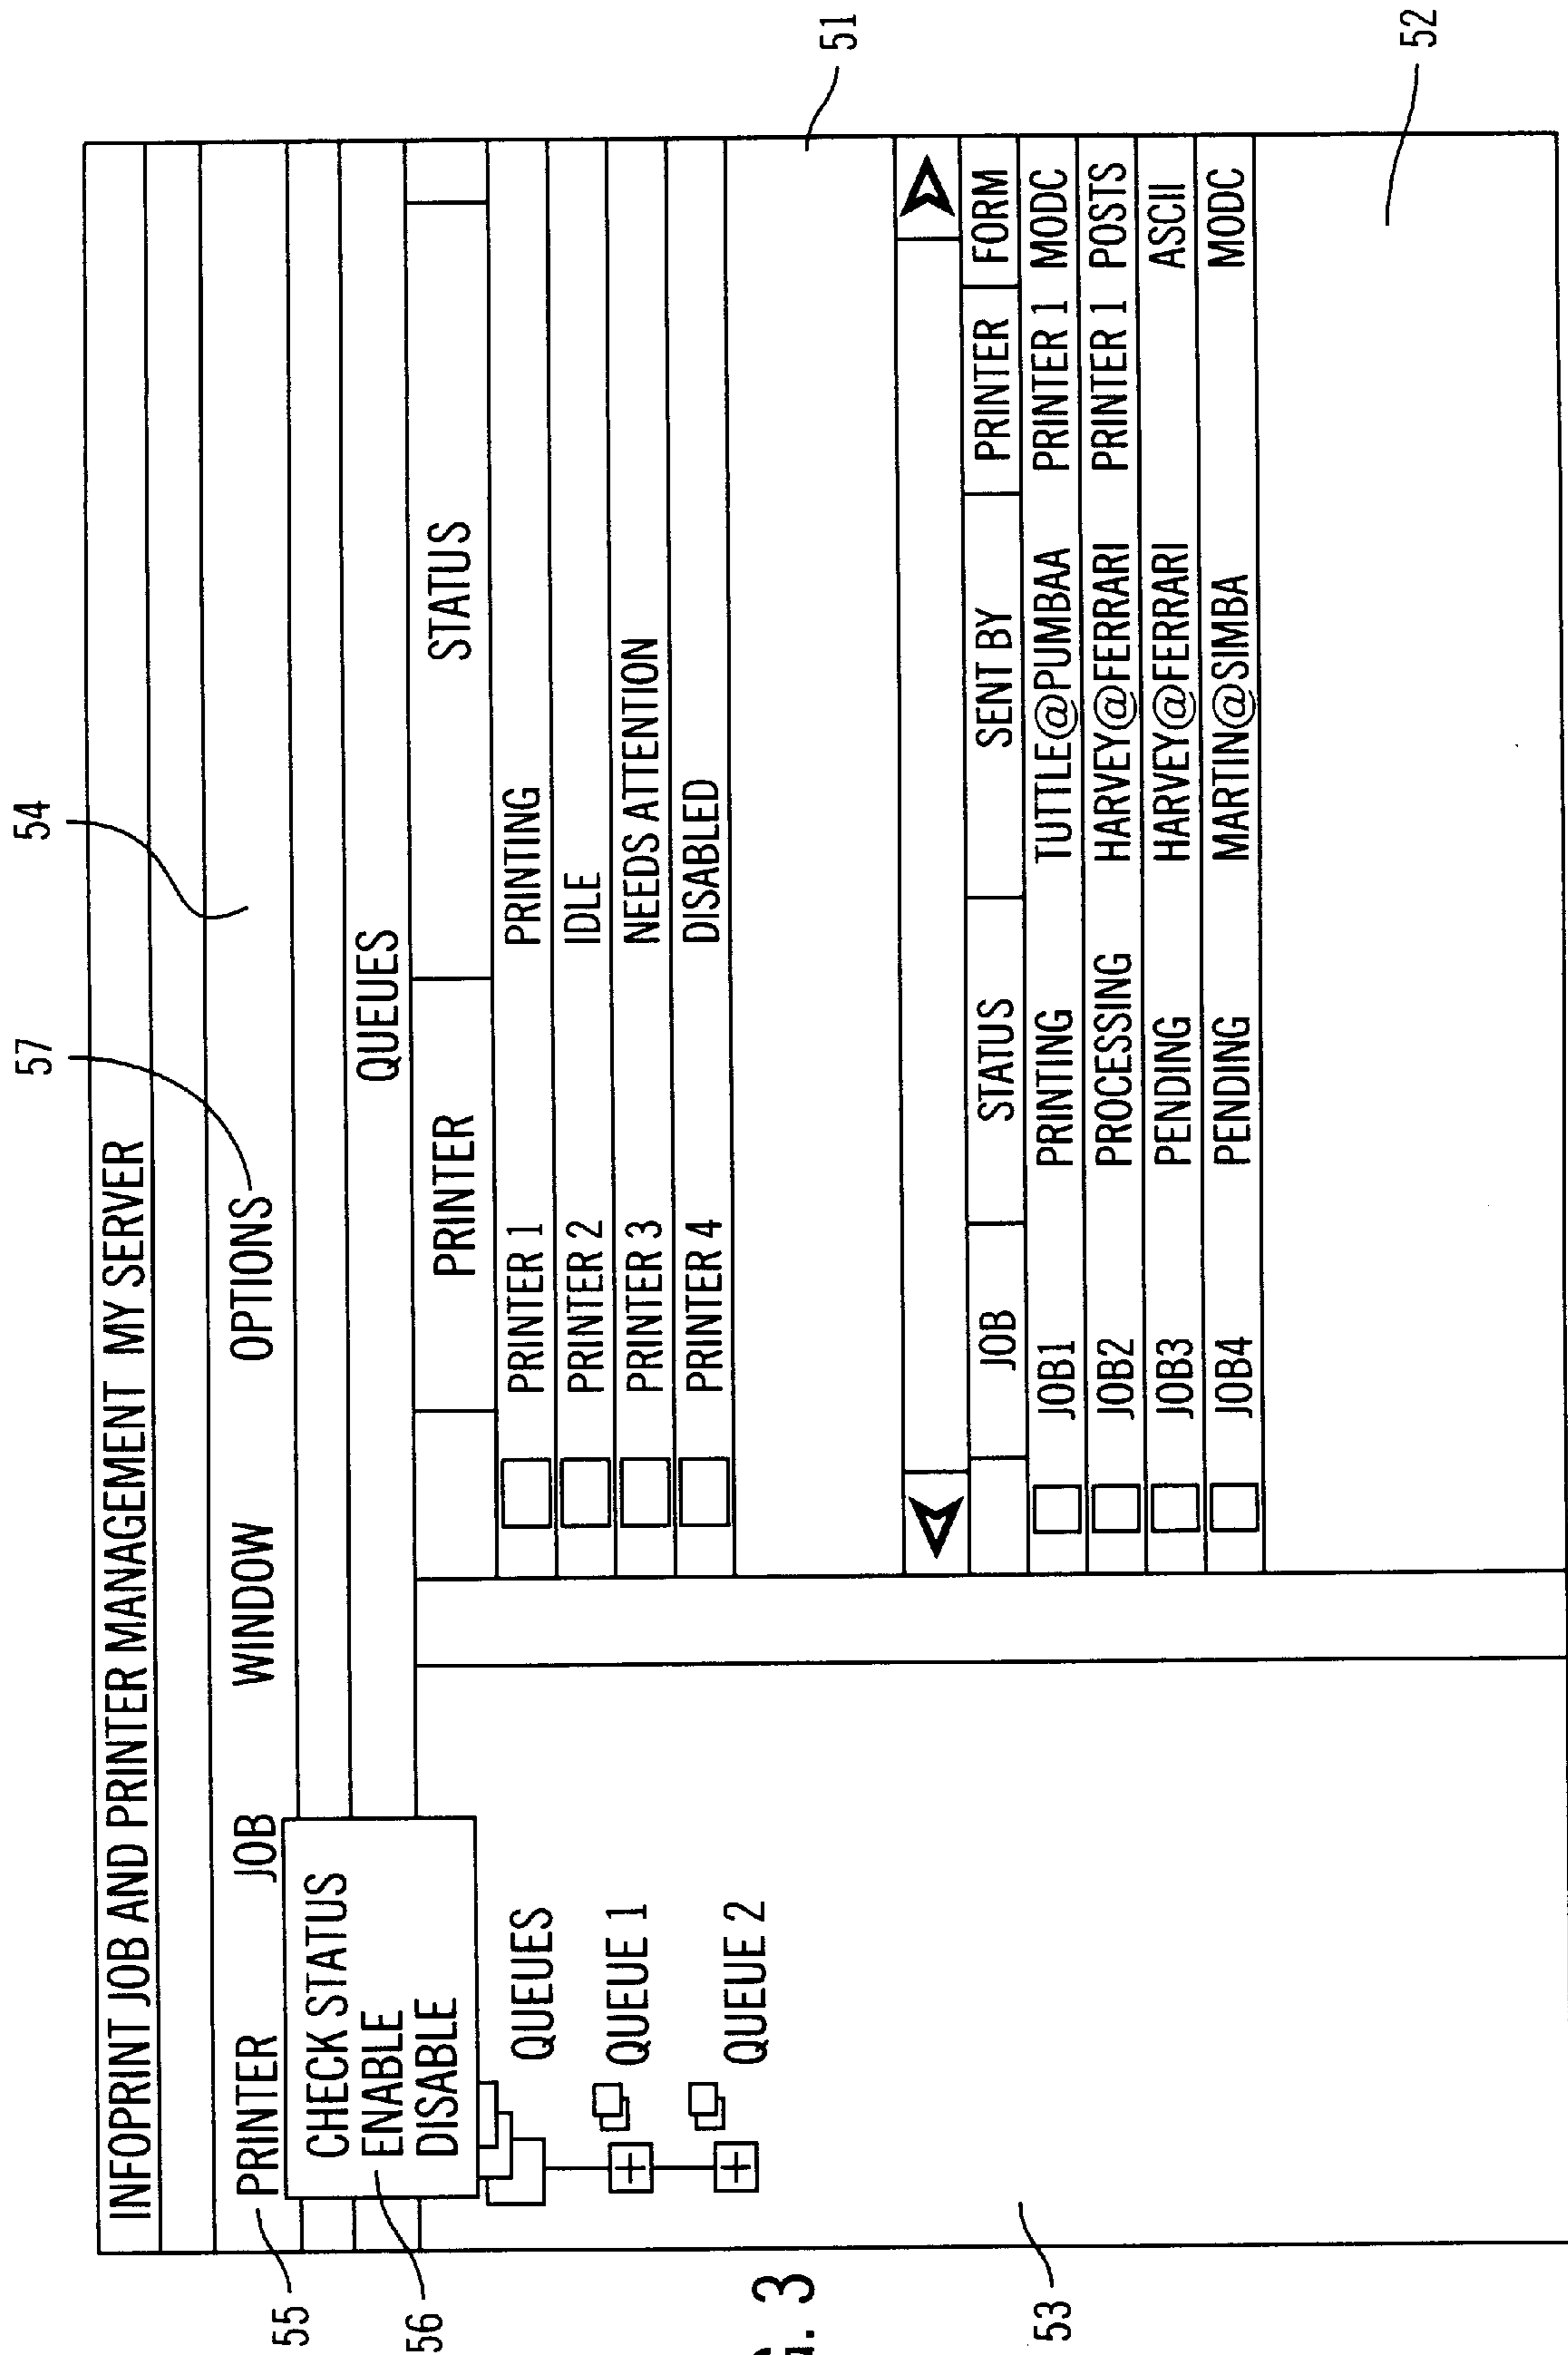 54
57
INFOPRINT JOB AND PRINTER MANAGEMENT MY SERVER
PRINTER JOB WINDOW OPTIONS
55
CHECK STATUS
ENABLE
DISABLE
56
QUEUES
PRINTER STATUS
PRINTER 1 PRINTING
PRINTER 2 IDLE
PRINTER 3 NEEDS ATTENTION
PRINTER 4 DISABLED
51
QUEUES
QUEUE 1
QUEUE 2
JOB STATUS SENT BY PRINTER FORM
JOB1 PRINTING TUTTLE@PUMBAA PRINTER 1 MODC
JOB2 PROCESSING HARVEY@FERRARI PRINTER 1 POSTS
JOB3 PENDING HARVEY@FERRARI ASCII
JOB4 PENDING MARTIN@SIMBA MODC
52
53
3